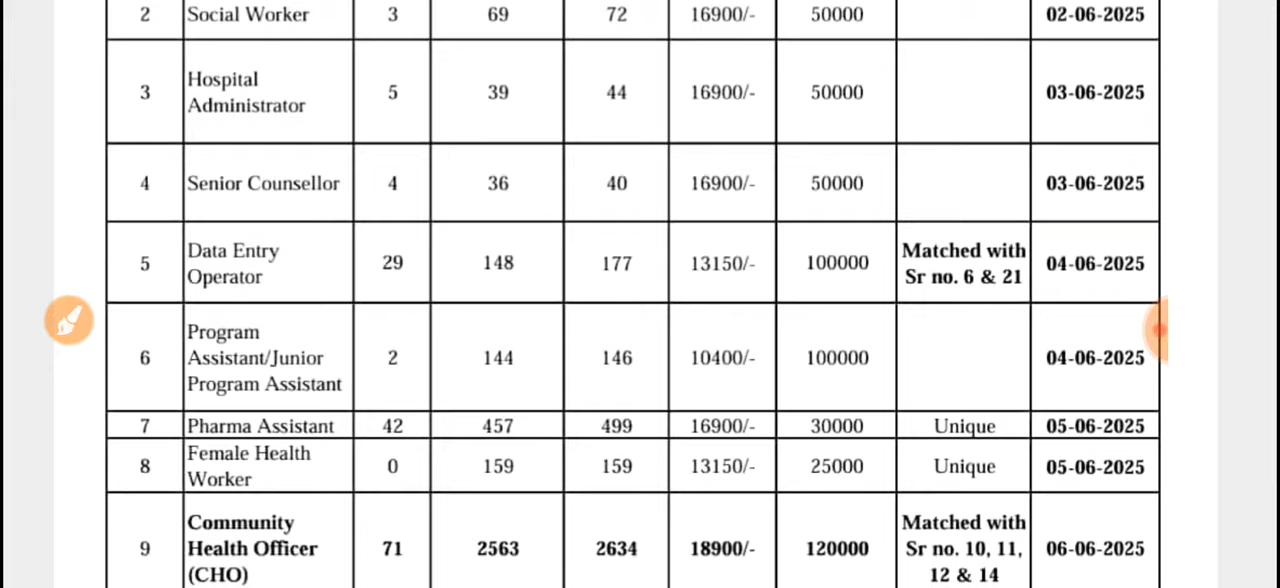 2 Social Worker 3 69 72 16900/- 50000 02-06-2025
3 Hospital Administrator 5 39 44 16900/- 50000 03-06-2025
4 Senior Counsellor 4 36 40 16900/- 50000 03-06-2025
5 Data Entry Operator 29 148 177 13150/- 100000 Matched with Sr no. 6 & 21 04-06-2025
6 Program Assistant/Junior Program Assistant 2 144 146 10400/- 100000 04-06-2025
7 Pharma Assistant 42 457 499 16900/- 30000 Unique 05-06-2025
8 Female Health Worker 0 159 159 13150/- 25000 Unique 05-06-2025
9 Community Health Officer (CHO) 71 2563 2634 18900/- 120000 Matched with Sr no. 10, 11, 12 & 14 06-06-2025